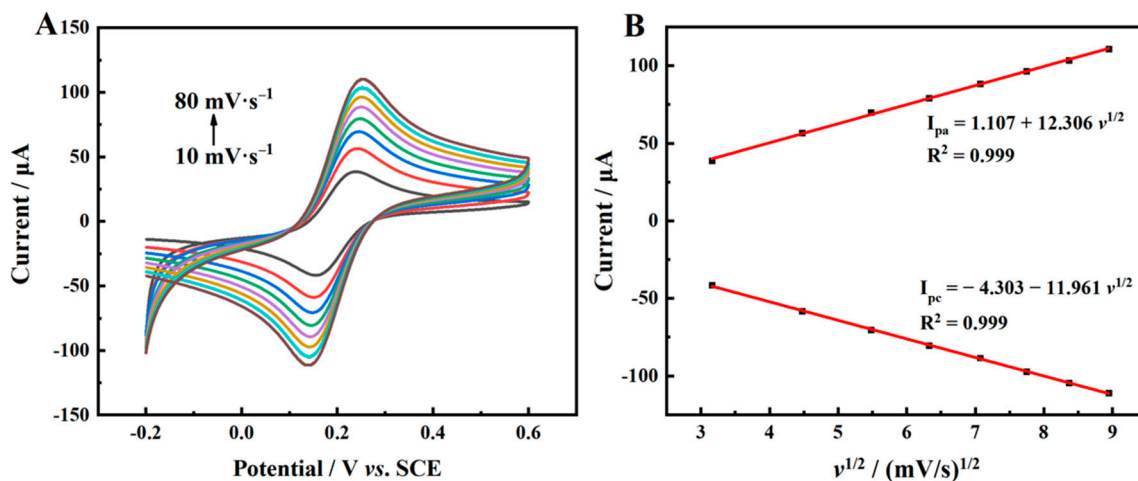 A
150
100
50
0
-50
-100
-150
-0.2 0.0 0.2 0.4 0.6
Current / μA
Potential / V vs. SCE
80 mV·s⁻¹
10 mV·s⁻¹
B
100
50
0
-50
-100
3 4 5 6 7 8 9
Current / μA
v^1/2 / (mV/s)^1/2
I_pa = 1.107 + 12.306 v^1/2
R² = 0.999
I_pc = − 4.303 − 11.961 v^1/2
R² = 0.999